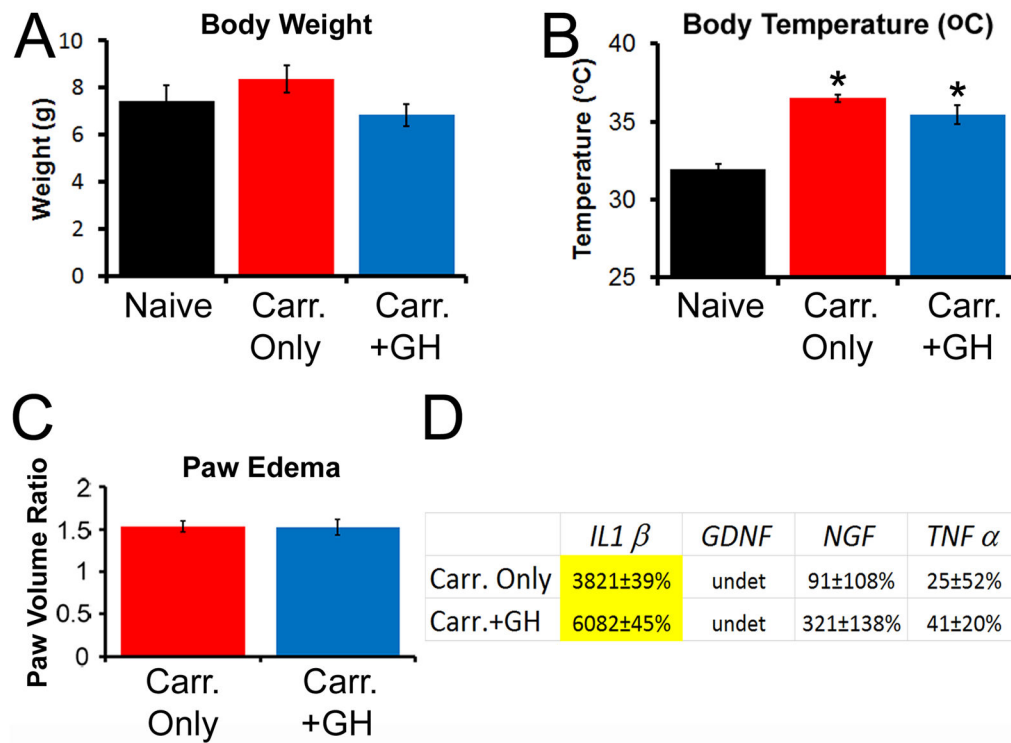 A
Body Weight
Weight (g)
10
8
6
4
2
0
Naive
Carr.
Only
Carr.
+GH
B
Body Temperature (ºC)
Temperature (ºC)
40
35
30
25
*
*
Naive
Carr.
Only
Carr.
+GH
C
Paw Edema
Paw Volume Ratio
2
1.5
1
0.5
0
Carr.
Only
Carr.
+GH
D
IL1 β GDNF NGF TNF α
Carr. Only 3821±39% undet 91±108% 25±52%
Carr.+GH 6082±45% undet 321±138% 41±20%